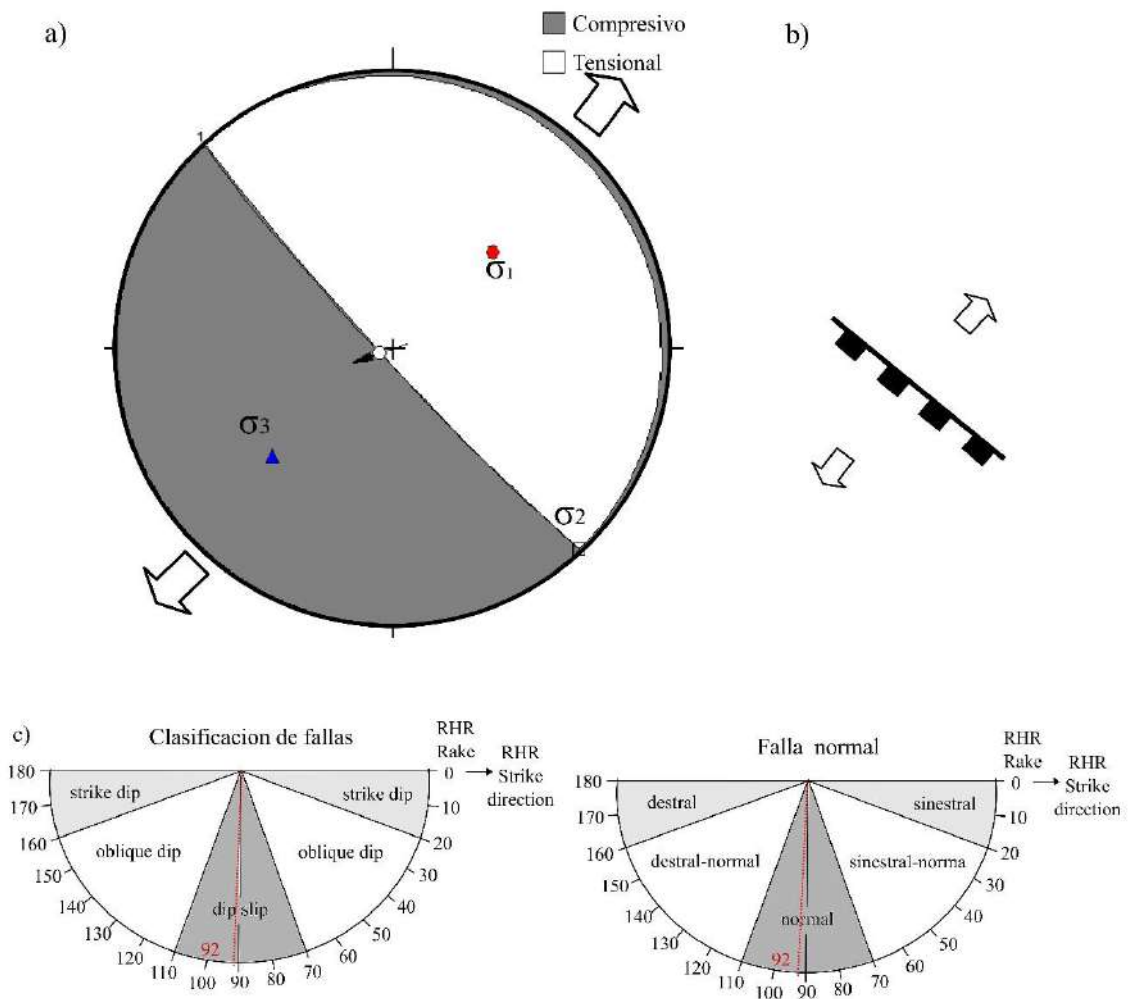 a)
Compresivo
Tensional
b)
1
σ1
σ3
σ2
c)
Clasificacion de fallas
RHR
Rake
RHR
Strike
direction
180
0
170
10
160
20
150
30
140
40
130
50
120
60
110
100
90
80
70
strike dip
strike dip
oblique dip
oblique dip
dip slip
92
Falla normal
RHR
Rake
RHR
Strike
direction
180
0
170
10
160
20
150
30
140
40
130
50
120
60
110
100
90
80
70
destral
sinestral
destral-normal
sinestral-norma
normal
92